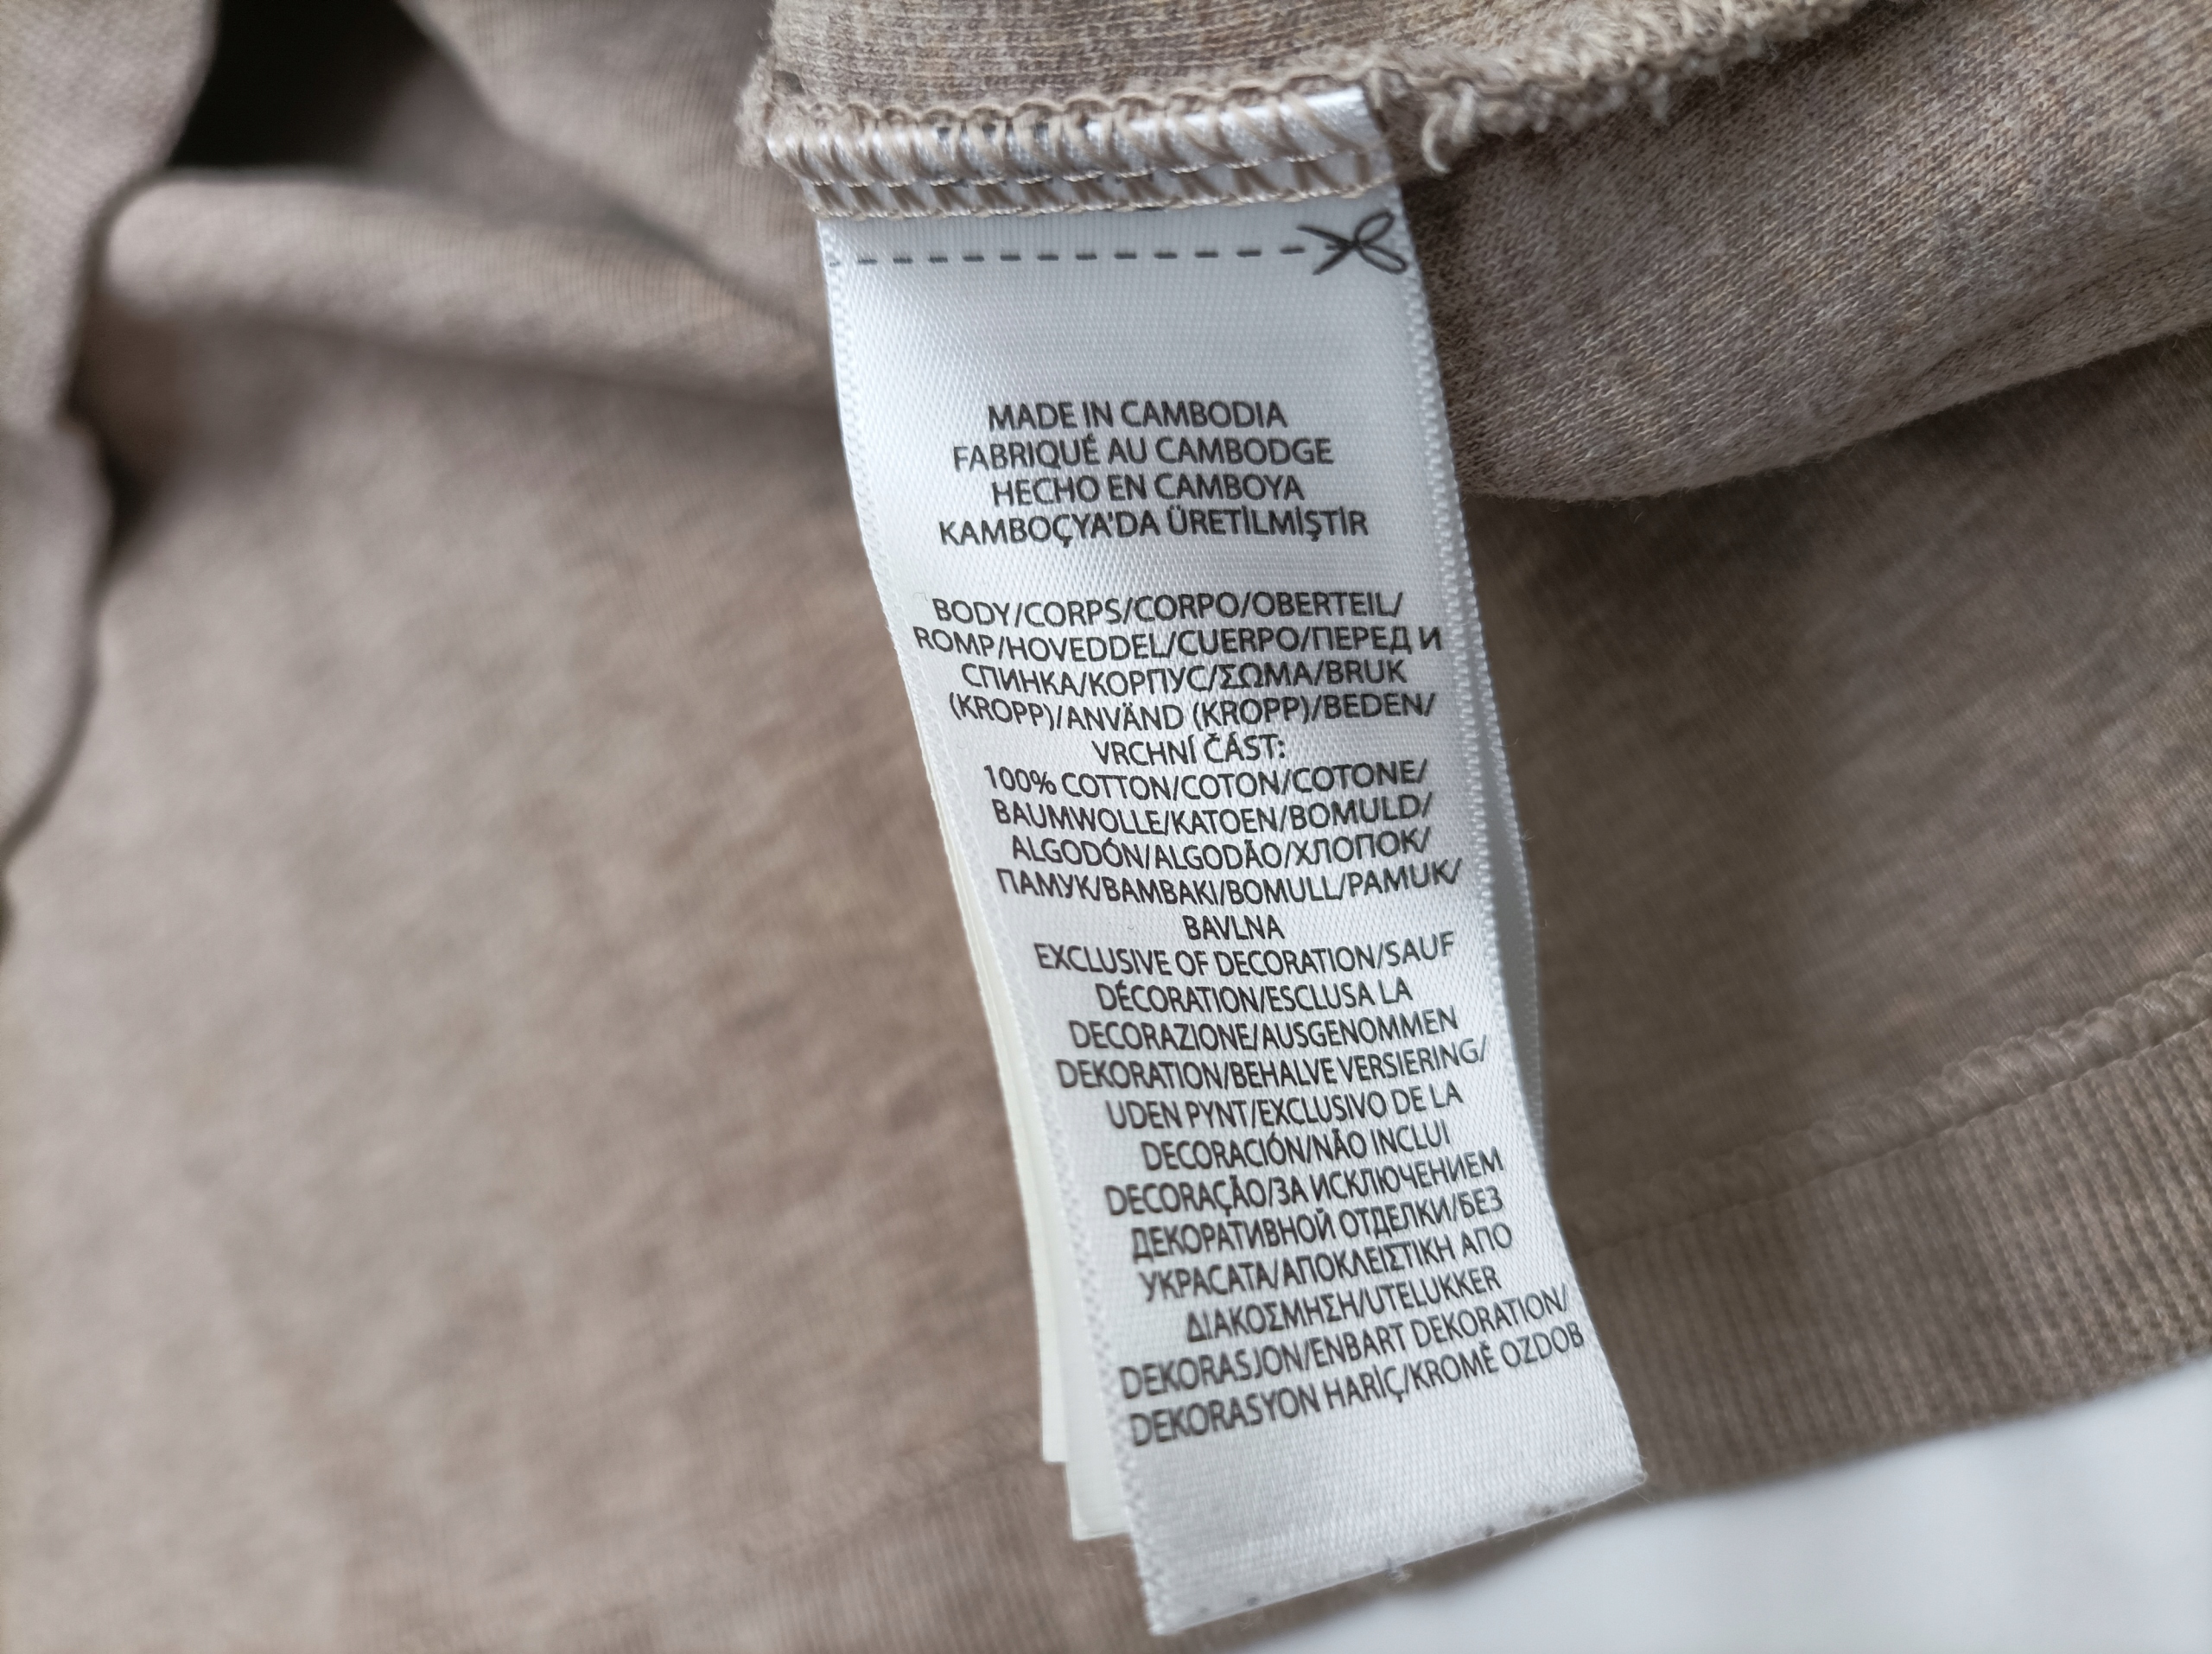 MADE IN CAMBODIA
FABRIQUÉ AU CAMBODGE
HECHO EN CAMBOYA
KAMBOÇYA'DA ÜRETİLMİŞTİR
BODY/CORPS/CORPO/OBERTEIL/
ROMP/HOVEDDEL/CUERPO/ПЕРЕД И
СПИНКА/КОРПУС/ΣΩΜΑ/BRUK
(KROPP)/ANVÄND (KROPP)/BEDEN/
VRCHNÍ ČÁST:
100% COTTON/COTON/COTONE/
BAUMWOLLE/KATOEN/BOMULD/
ALGODÓN/ALGODÃO/ХЛОПОК/
ПАМУК/ΒΑΜΒΑΚΙ/BOMULL/PAMUK/
BAVLNA
EXCLUSIVE OF DECORATION/SAUF
DÉCORATION/ESCLUSA LA
DECORAZIONE/AUSGENOMMEN
DEKORATION/BEHALVE VERSIERING/
UDEN PYNT/EXCLUSIVO DE LA
DECORACIÓN/NÃO INCLUI
DECORAÇÃO/ЗА ИСКЛЮЧЕНИЕМ
ДЕКОРАТИВНОЙ ОТДЕЛКИ/БЕЗ
УКРАСАТА/ΑΠΟΚΛΕΙΣΤΙΚΗ ΑΠΟ
ΔΙΑΚΟΣΜΗΣΗ/UTELUKKER
DEKORASJON/ENBART DEKORATION/
DEKORASYON HARİÇ/KROMĚ OZDOB